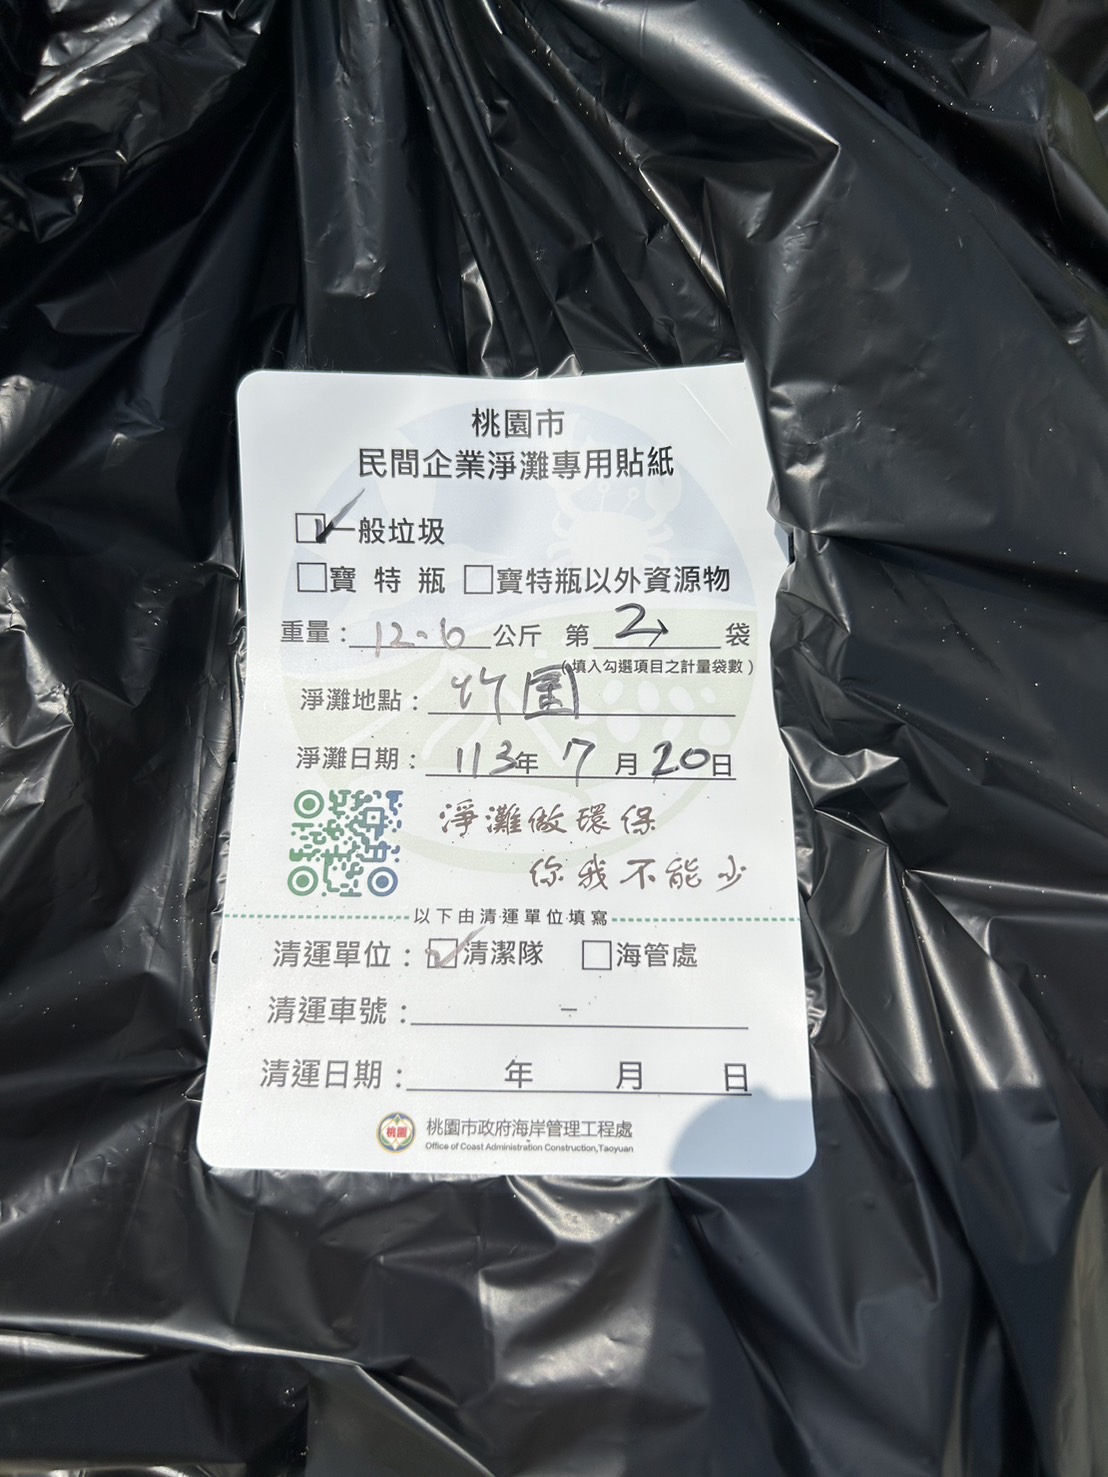 桃園市
民間企業淨灘專用貼紙
☑一般垃圾
□寶特瓶 □寶特瓶以外資源物
重量：12.6公斤 第2袋
(填入勾選項目之計量袋數)
淨灘地點：竹圍
淨灘日期：113年7月20日
淨灘做環保
你我不能少
以下由清運單位填寫
清運單位：☑清潔隊 □海管處
清運車號：－
清運日期：年 月 日
桃園
桃園市政府海岸管理工程處
Office of Coast Administration Construction,Taoyuan